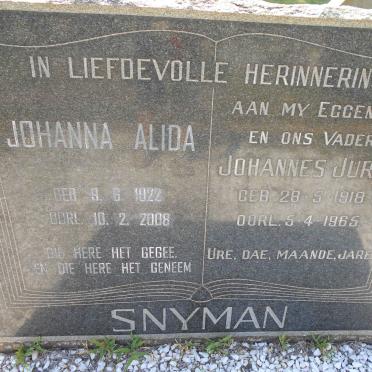 IN LIEFDEVOLLE HERINNERIN
JOHANNA ALIDA
GEB. 9. 6. 1922
OORL. 10. 2. 2008
DIE HERE HET GEGEE,
EN DIE HERE HET GENEEM
AAN MY EGGEN
EN ONS VADER
JOHANNES JUR
GEB. 28-5-1918
OORL. 5-4-1965
URE, DAE, MAANDE, JARE
SNYMAN